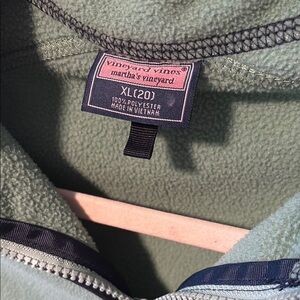 vineyard vines®
martha's vineyard
XL(20)
100% POLYESTER
MADE IN VIETNAM